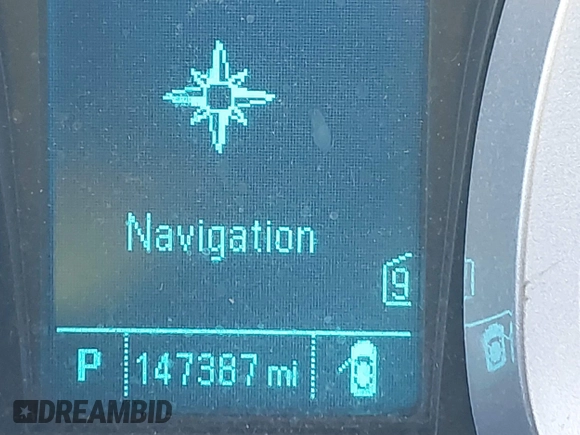 Navigation
9
P 147387 mi
DREAMBID